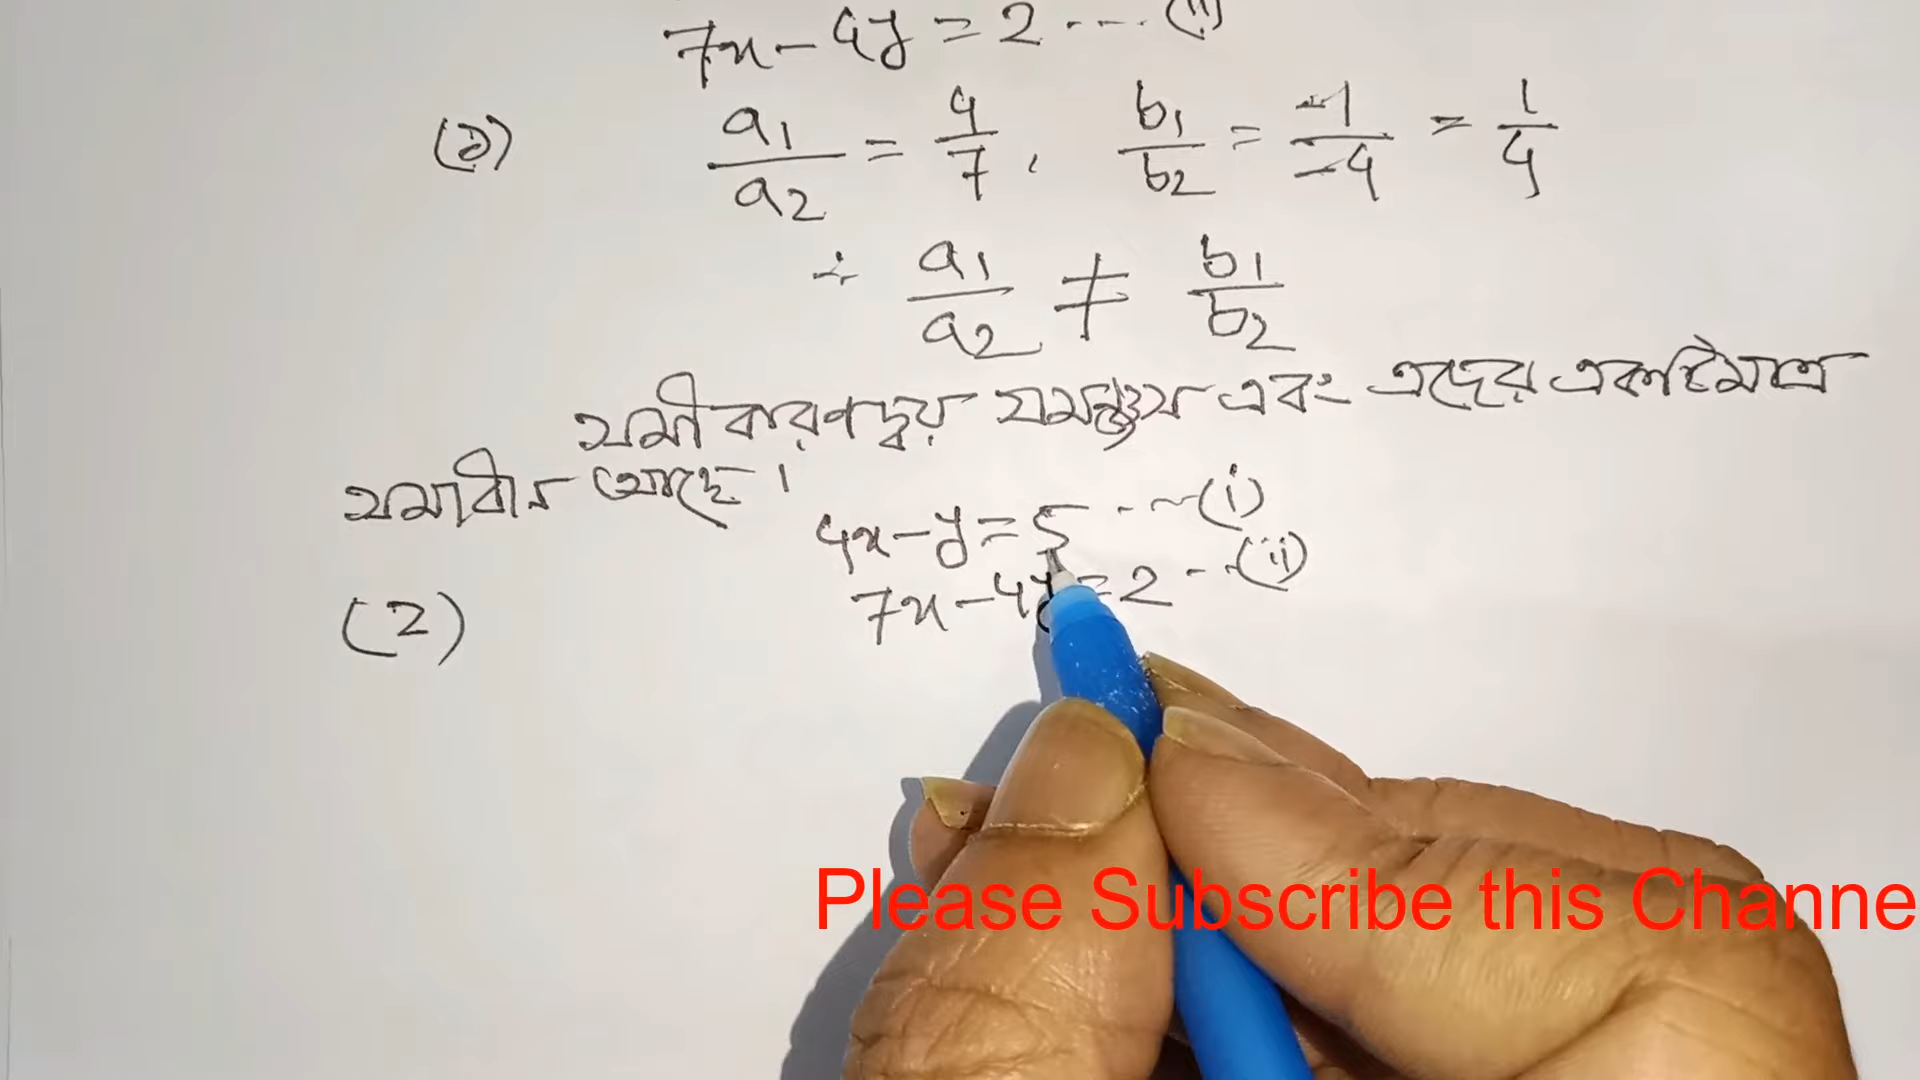 7x - 4y = 2 --- (ii)
(১) a1/a2 = 4/7 , b1/b2 = -1/-4 = 1/4
∴ a1/a2 ≠ b1/b2
সমীকারণদ্বয় সমঞ্জস এবং এদের একটিমাত্র
সমাধান আছে।
4x - y = 5 --- (i)
(2) 7x - 4y = 2 --- (ii)
Please Subscribe this Channe